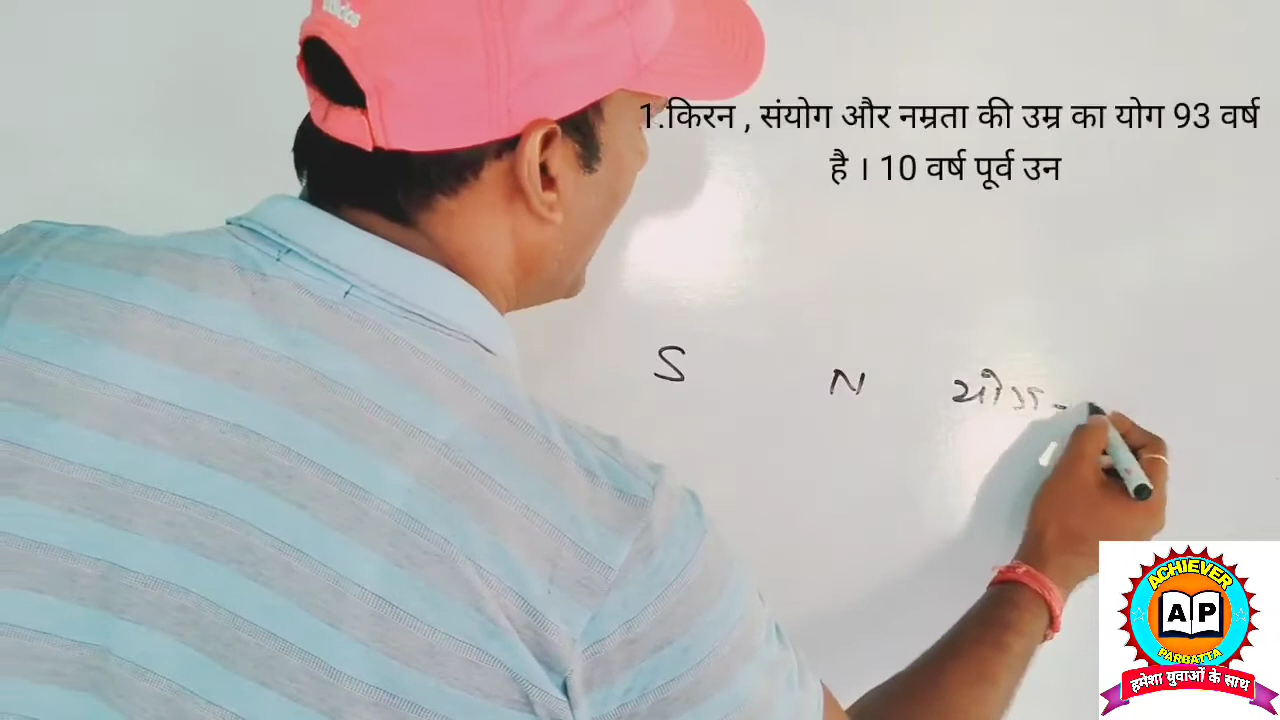 1.किरन , संयोग और नम्रता की उम्र का योग 93 वर्ष
है । 10 वर्ष पूर्व उन
S N योग -
ACHIEVER
AP
PARBATTA
हमेशा युवाओं के साथ